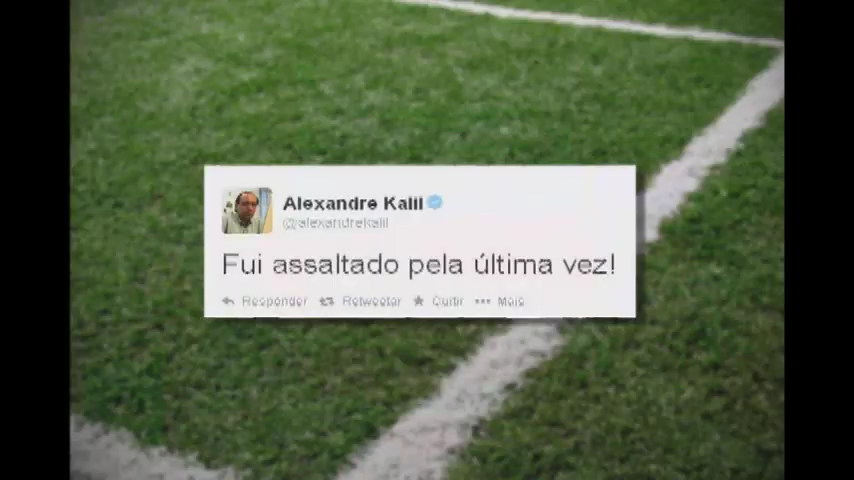 Alexandre Kalil
@alexandrekalil
Fui assaltado pela última vez!
Responder Retweetar Curtir Mais